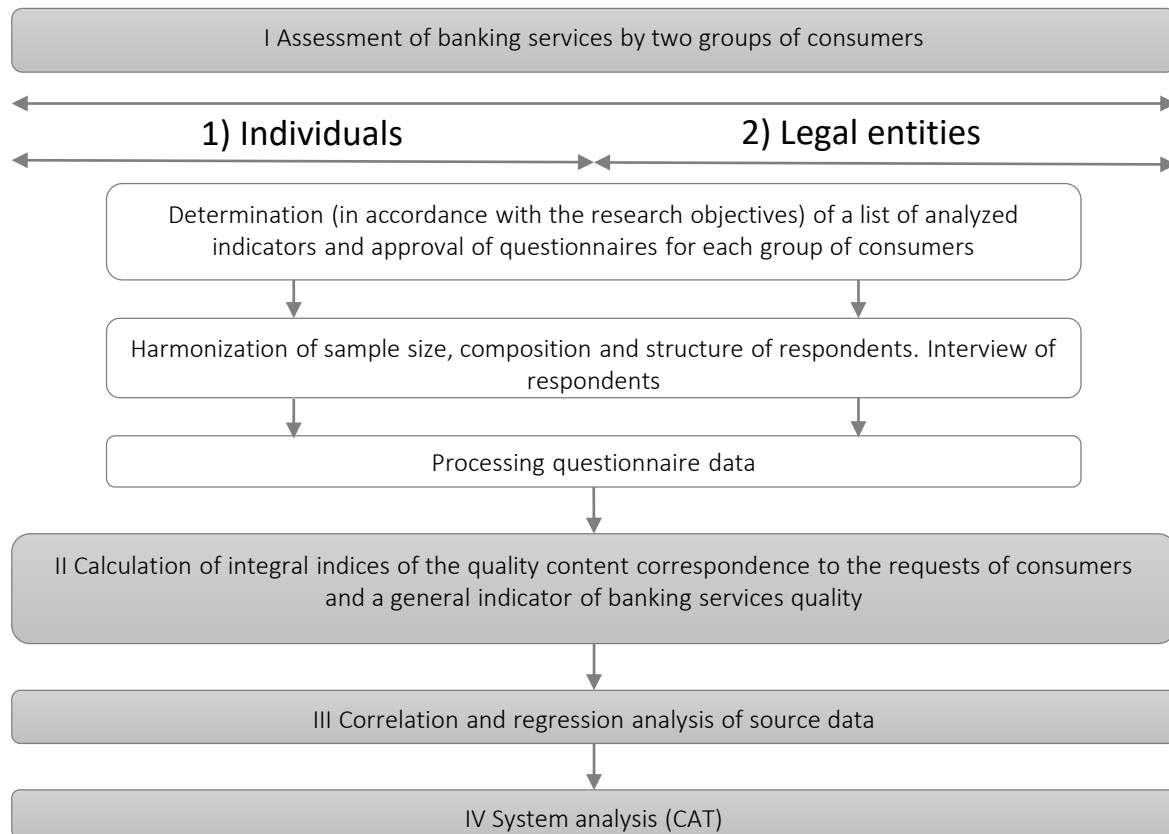 I Assessment of banking services by two groups of consumers
1) Individuals
2) Legal entities
Determination (in accordance with the research objectives) of a list of analyzed
indicators and approval of questionnaires for each group of consumers
Harmonization of sample size, composition and structure of respondents. Interview of
respondents
Processing questionnaire data
II Calculation of integral indices of the quality content correspondence to the requests of consumers
and a general indicator of banking services quality
III Correlation and regression analysis of source data
IV System analysis (CAT)